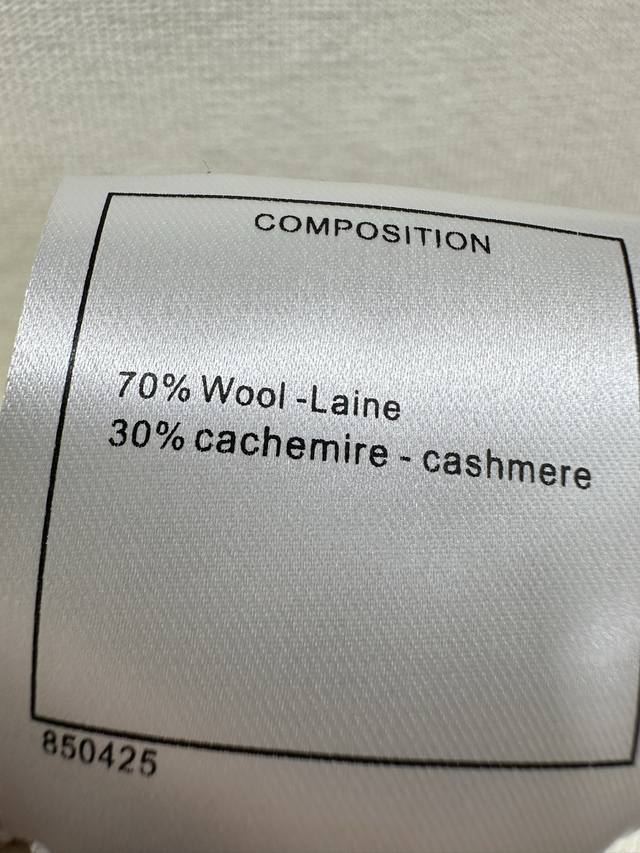 COMPOSITION
70% Wool -Laine
30% cachemire - cashmere
850425